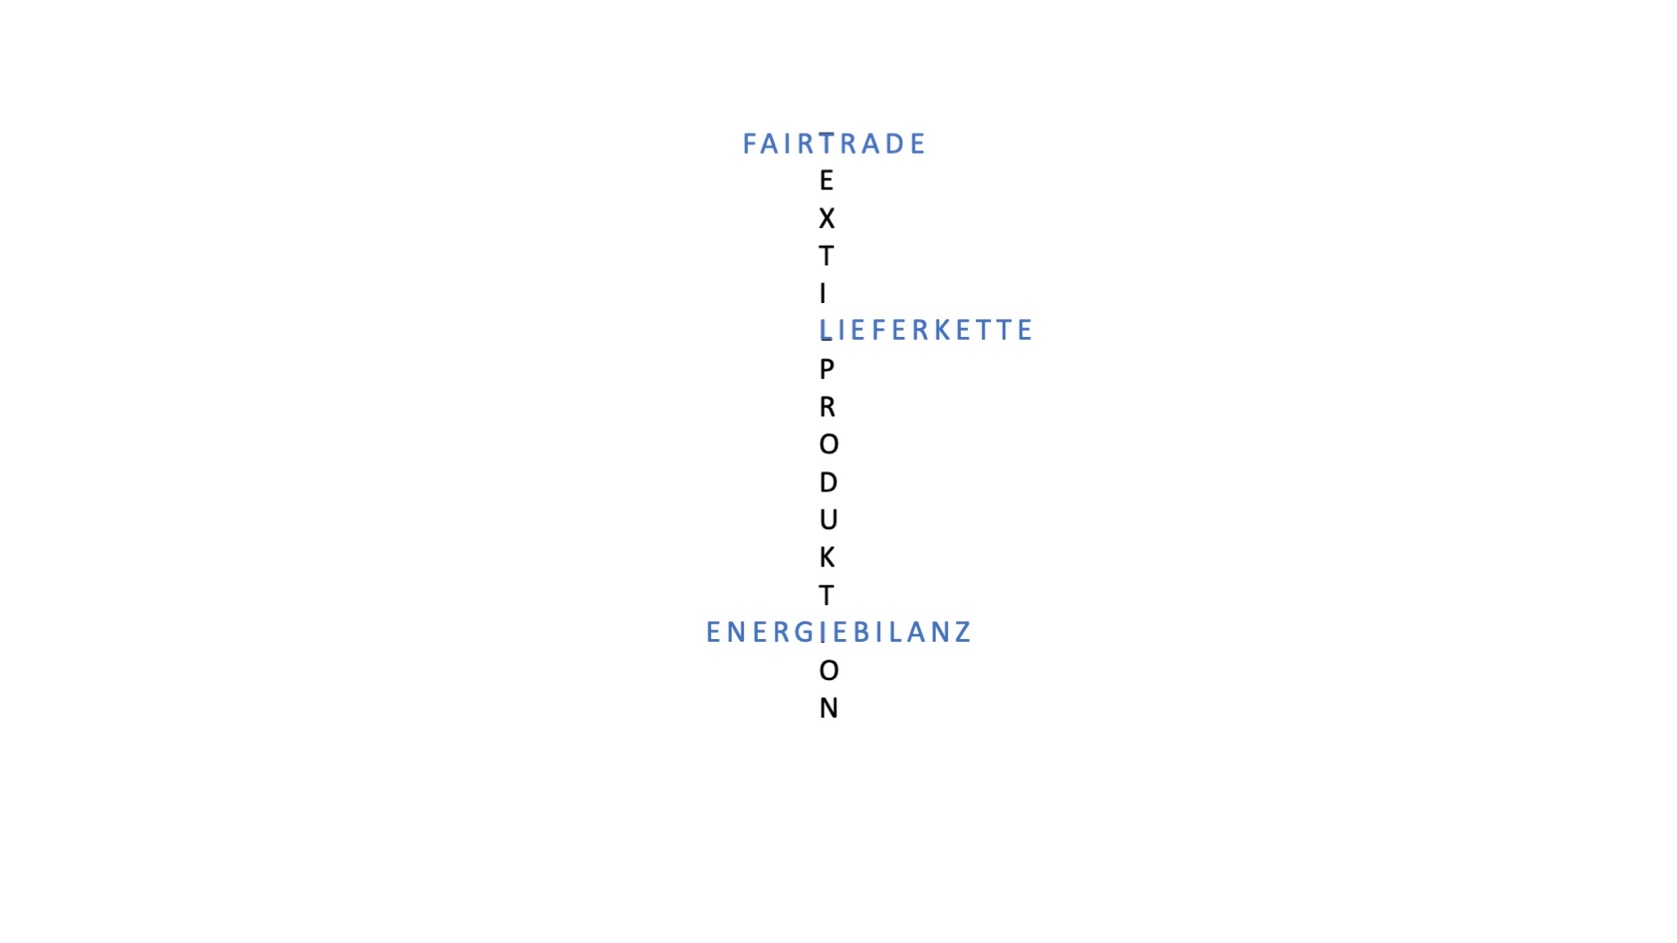 FAIRTRADE
E
X
T
I
LIEFERKETTE
P
R
O
D
U
K
T
ENERGIEBILANZ
O
N